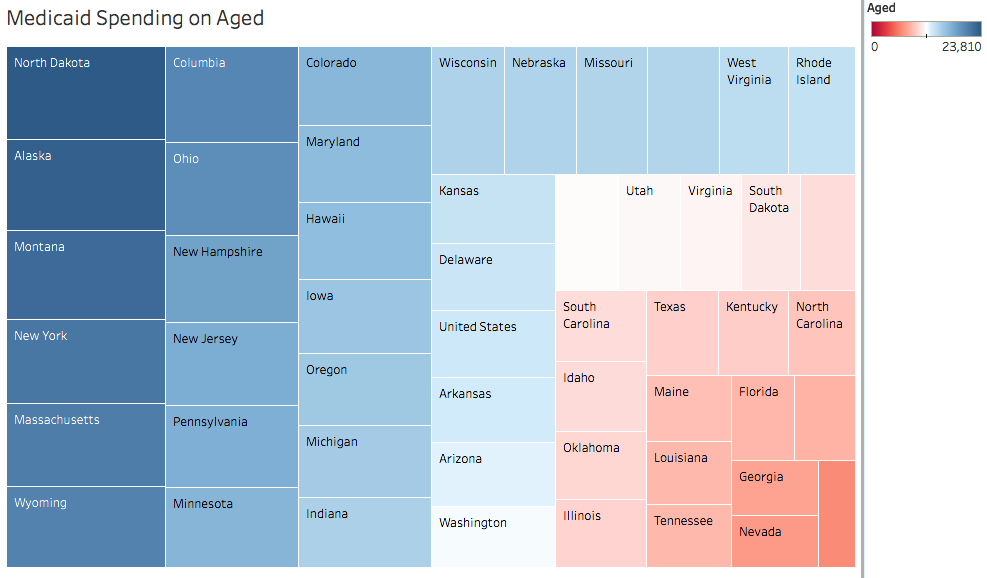 Medicaid Spending on Aged
Aged
0
23,810
North Dakota
Alaska
Montana
New York
Massachusetts
Wyoming
Columbia
Ohio
New Hampshire
New Jersey
Pennsylvania
Minnesota
Colorado
Maryland
Hawaii
Iowa
Oregon
Michigan
Indiana
Wisconsin
Nebraska
Missouri
West
Virginia
Rhode
Island
Kansas
Delaware
United States
Arkansas
Arizona
Washington
Utah
Virginia
South
Dakota
South
Carolina
Idaho
Oklahoma
Illinois
Texas
Kentucky
North
Carolina
Maine
Louisiana
Tennessee
Florida
Georgia
Nevada